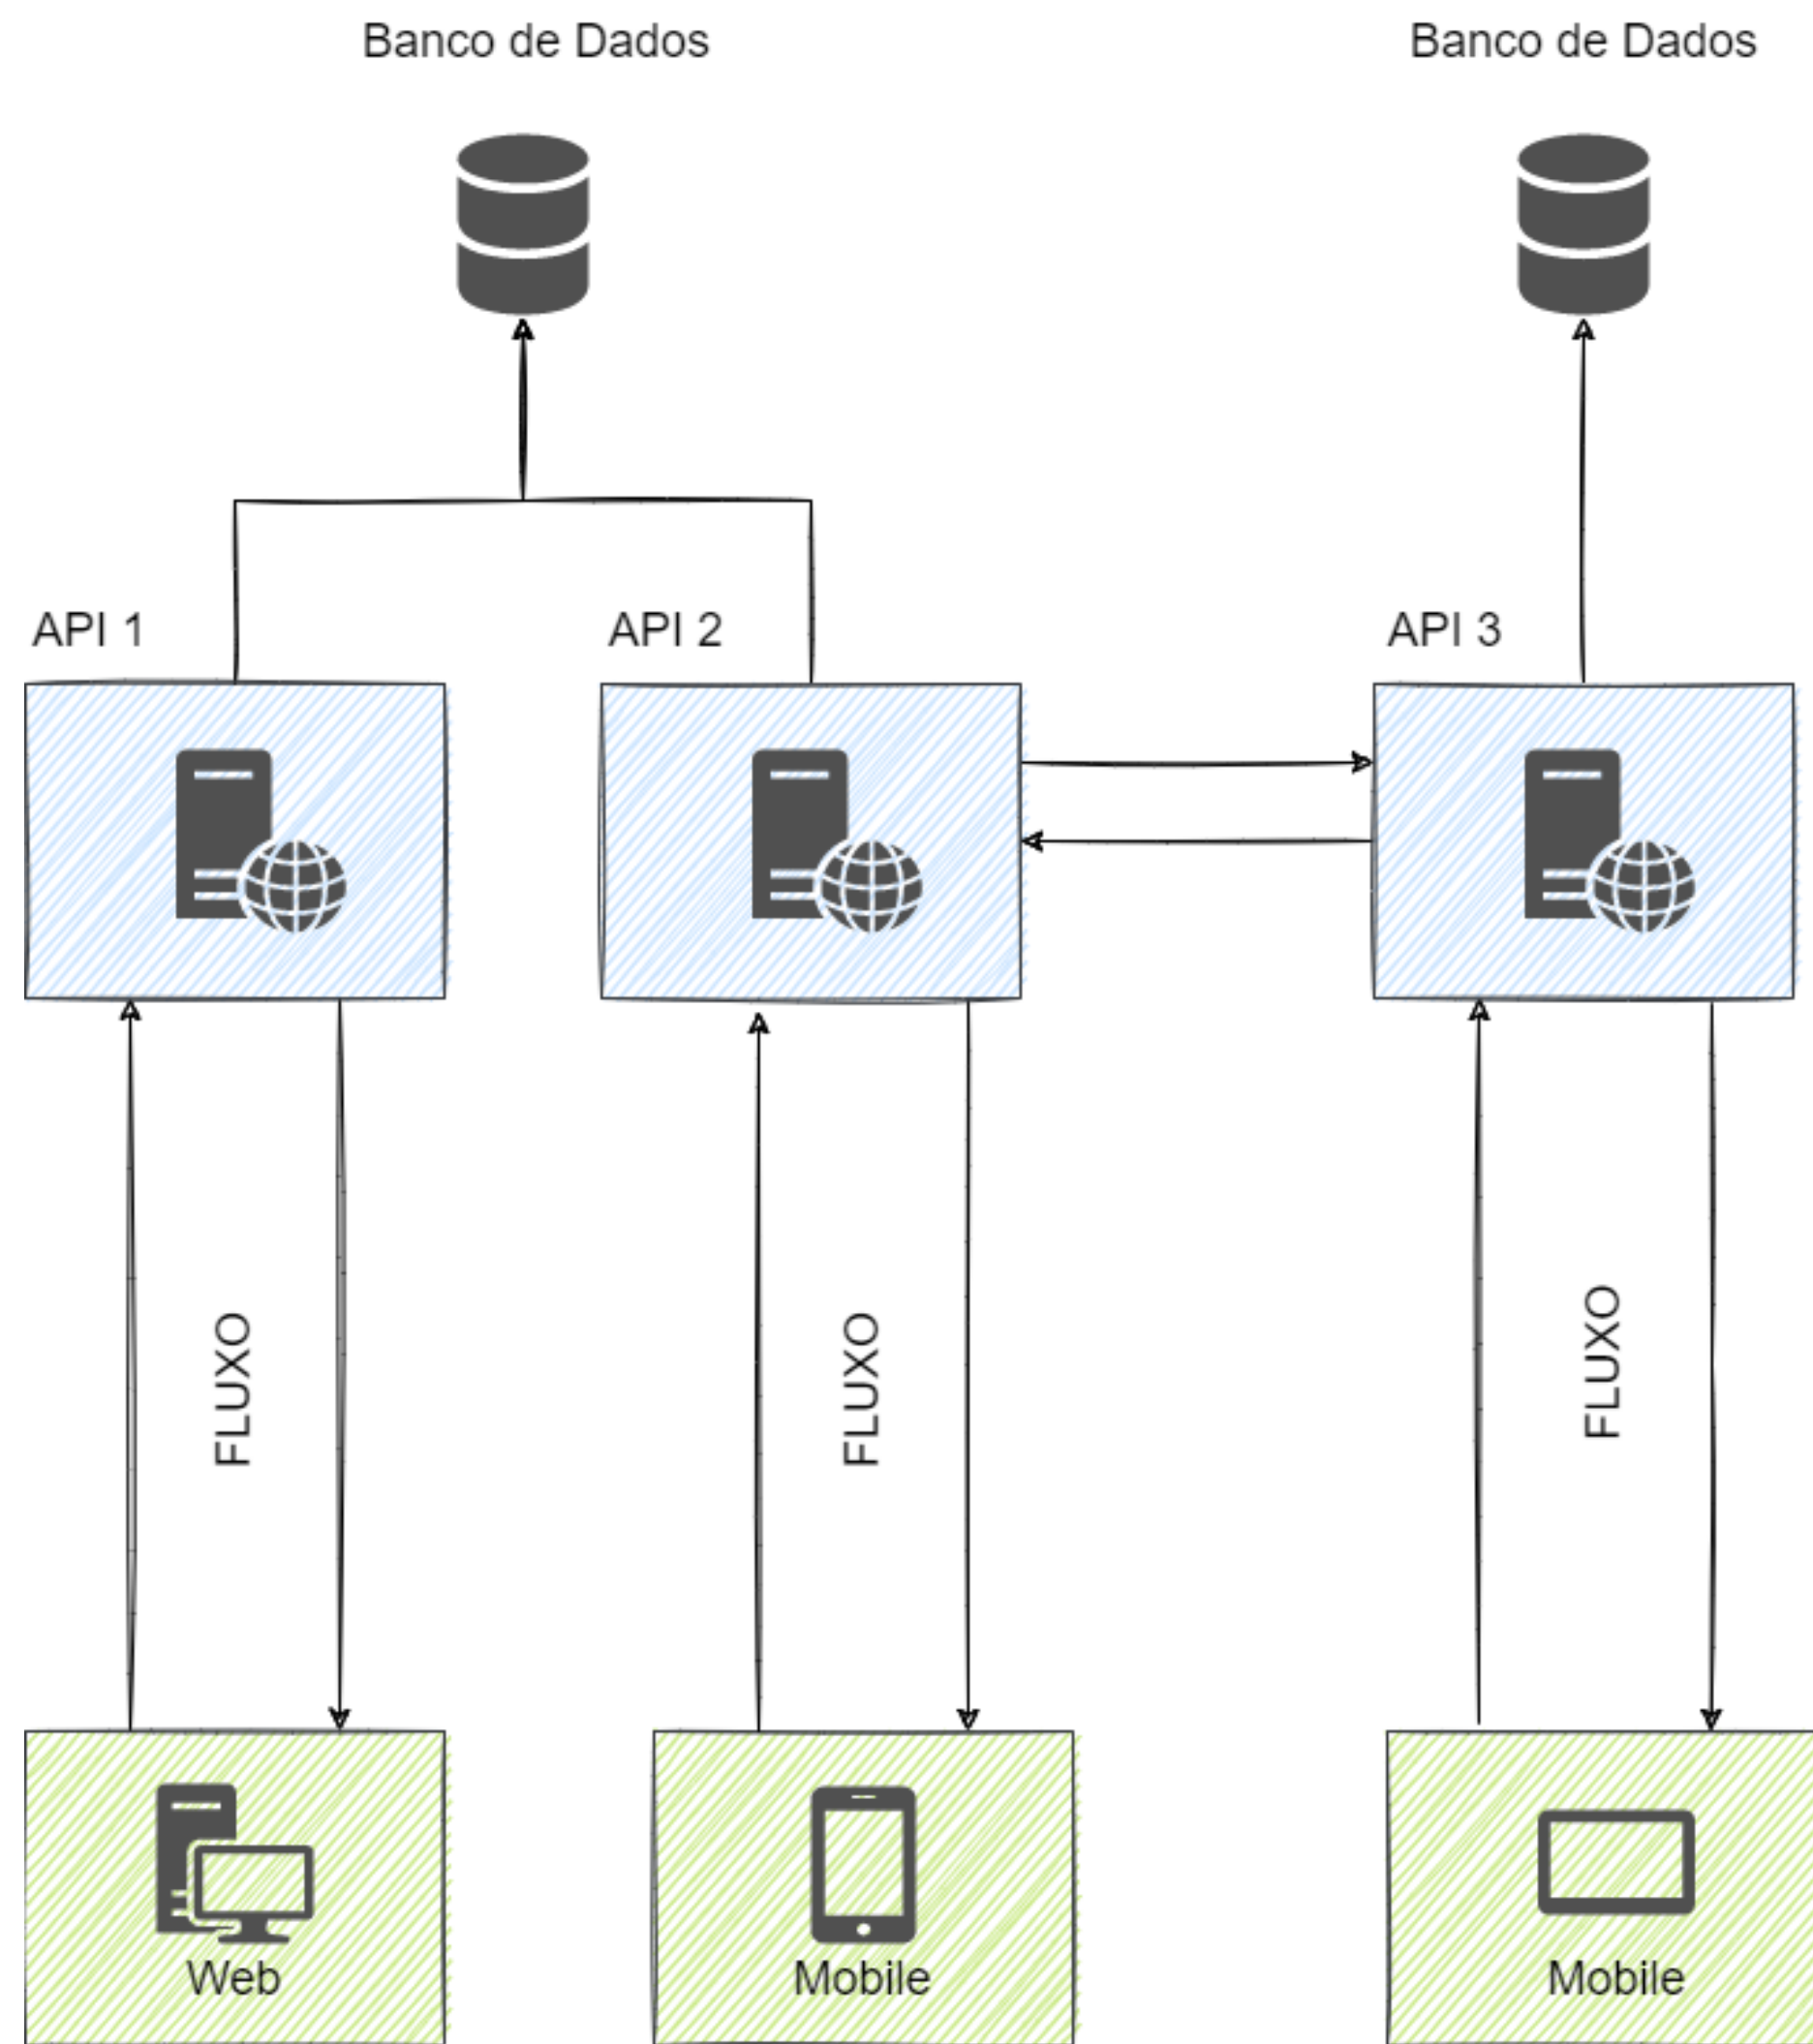 Banco de Dados
Banco de Dados
API 1
API 2
API 3
FLUXO
FLUXO
FLUXO
Web
Mobile
Mobile